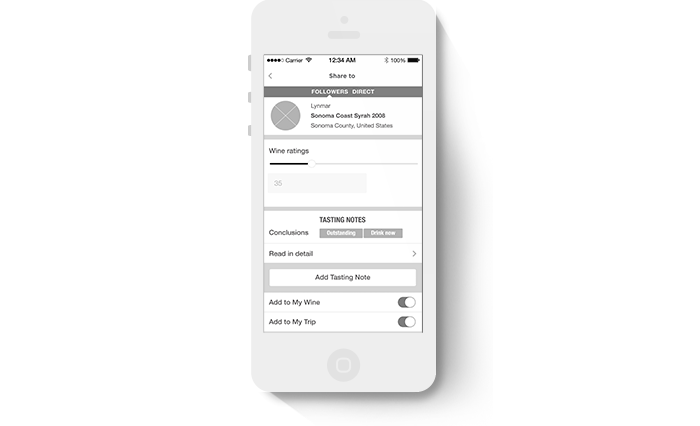 Carrier 12:34 AM 100%
Share to
FOLLOWERS DIRECT
Lynmar
Sonoma Coast Syrah 2008
Sonoma County, United States
Wine ratings
35
TASTING NOTES
Conclusions Outstanding Drink now
Read in detail
Add Tasting Note
Add to My Wine
Add to My Trip